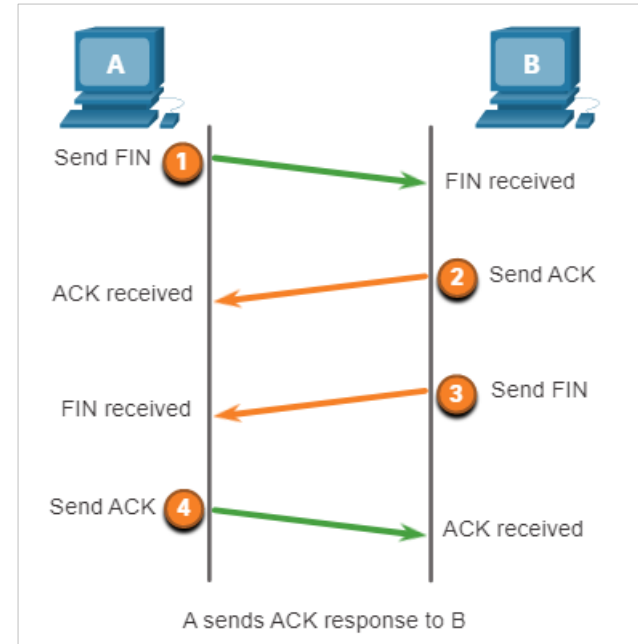 A
B
Send FIN 1
FIN received
2 Send ACK
ACK received
3 Send FIN
FIN received
Send ACK 4
ACK received
A sends ACK response to B